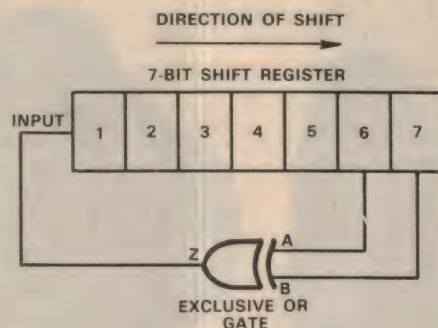 DIRECTION OF SHIFT
7-BIT SHIFT REGISTER
INPUT
1 2 3 4 5 6 7
Z A
B
EXCLUSIVE OR
GATE